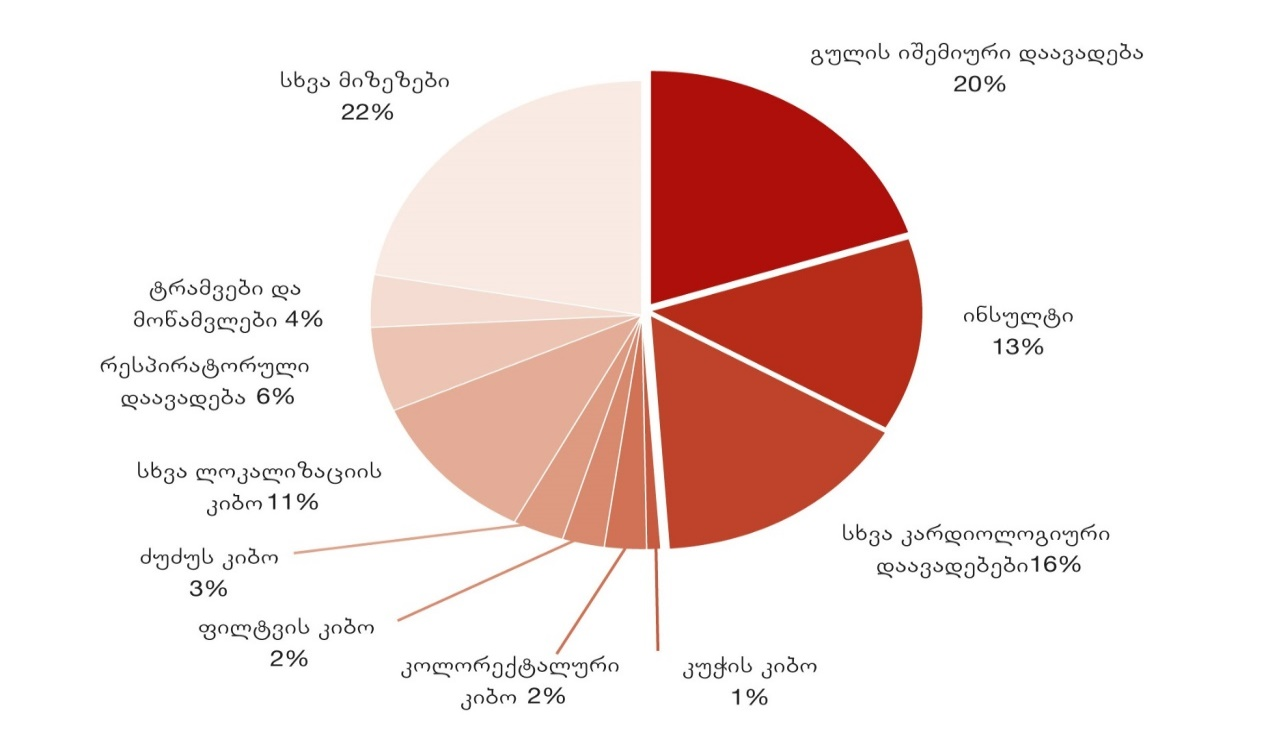 გულის იშემიური დაავადება
20%
ინსულტი
13%
სხვა კარდიოლოგიური
დაავადებები16%
კუჭის კიბო
1%
კოლორექტალური
კიბო 2%
ფილტვის კიბო
2%
ძუძუს კიბო
3%
სხვა ლოკალიზაციის
კიბო 11%
რესპირატორული
დაავადება 6%
ტრამვები და
მოწამვლები 4%
სხვა მიზეზები
22%